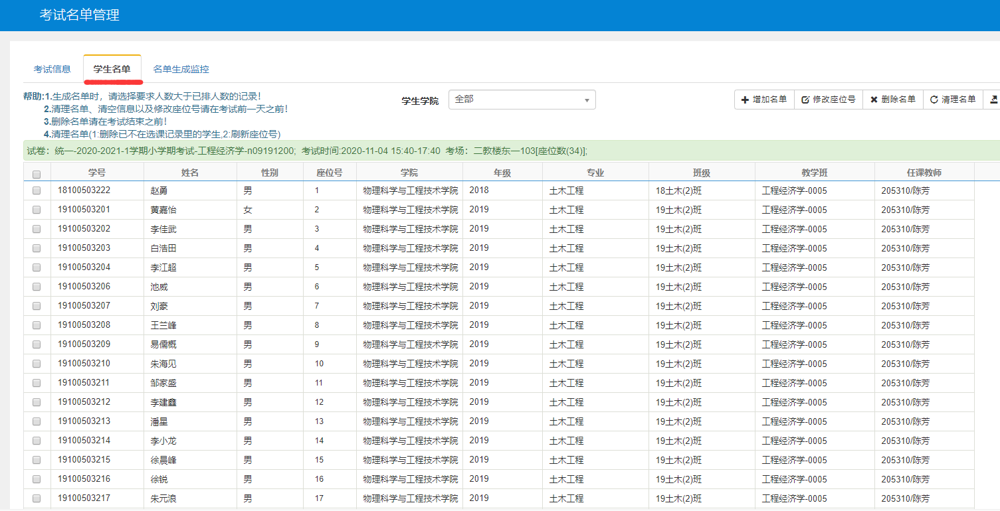 考试名单管理
考试信息 学生名单 名单生成监控
帮助:1.生成名单时，请选择要求人数大于已排人数的记录!
2.清理名单、清空信息以及修改座位号请在考试前一天之前!
3.删除名单请在考试结束之前!
4.清理名单(1:删除已不在选课记录里的学生,2:刷新座位号)
学生学院 全部 增加名单 修改座位号 删除名单 清理名单
试卷：统一-2020-2021-1学期小学期考试-工程经济学-n09191200; 考试时间:2020-11-04 15:40-17:40 考场：二教楼东一103[座位数(34)];
学号 姓名 性别 座位号 学院 年级 专业 班级 教学班 任课教师
18100503222 赵勇 男 1 物理科学与工程技术学院 2018 土木工程 18土木(2)班 工程经济学-0005 205310/陈芳
19100503201 黄嘉怡 女 2 物理科学与工程技术学院 2019 土木工程 19土木(2)班 工程经济学-0005 205310/陈芳
19100503202 李佳武 男 3 物理科学与工程技术学院 2019 土木工程 19土木(2)班 工程经济学-0005 205310/陈芳
19100503203 白浩田 男 4 物理科学与工程技术学院 2019 土木工程 19土木(2)班 工程经济学-0005 205310/陈芳
19100503204 李江超 男 5 物理科学与工程技术学院 2019 土木工程 19土木(2)班 工程经济学-0005 205310/陈芳
19100503206 池威 男 6 物理科学与工程技术学院 2019 土木工程 19土木(2)班 工程经济学-0005 205310/陈芳
19100503207 刘豪 男 7 物理科学与工程技术学院 2019 土木工程 19土木(2)班 工程经济学-0005 205310/陈芳
19100503208 王兰峰 男 8 物理科学与工程技术学院 2019 土木工程 19土木(2)班 工程经济学-0005 205310/陈芳
19100503209 易儒概 男 9 物理科学与工程技术学院 2019 土木工程 19土木(2)班 工程经济学-0005 205310/陈芳
19100503210 朱海见 男 10 物理科学与工程技术学院 2019 土木工程 19土木(2)班 工程经济学-0005 205310/陈芳
19100503211 邹家盛 男 11 物理科学与工程技术学院 2019 土木工程 19土木(2)班 工程经济学-0005 205310/陈芳
19100503212 李建鑫 男 12 物理科学与工程技术学院 2019 土木工程 19土木(2)班 工程经济学-0005 205310/陈芳
19100503213 潘星 男 13 物理科学与工程技术学院 2019 土木工程 19土木(2)班 工程经济学-0005 205310/陈芳
19100503214 李小龙 男 14 物理科学与工程技术学院 2019 土木工程 19土木(2)班 工程经济学-0005 205310/陈芳
19100503215 徐晨峰 男 15 物理科学与工程技术学院 2019 土木工程 19土木(2)班 工程经济学-0005 205310/陈芳
19100503216 徐锐 男 16 物理科学与工程技术学院 2019 土木工程 19土木(2)班 工程经济学-0005 205310/陈芳
19100503217 朱元浪 男 17 物理科学与工程技术学院 2019 土木工程 19土木(2)班 工程经济学-0005 205310/陈芳